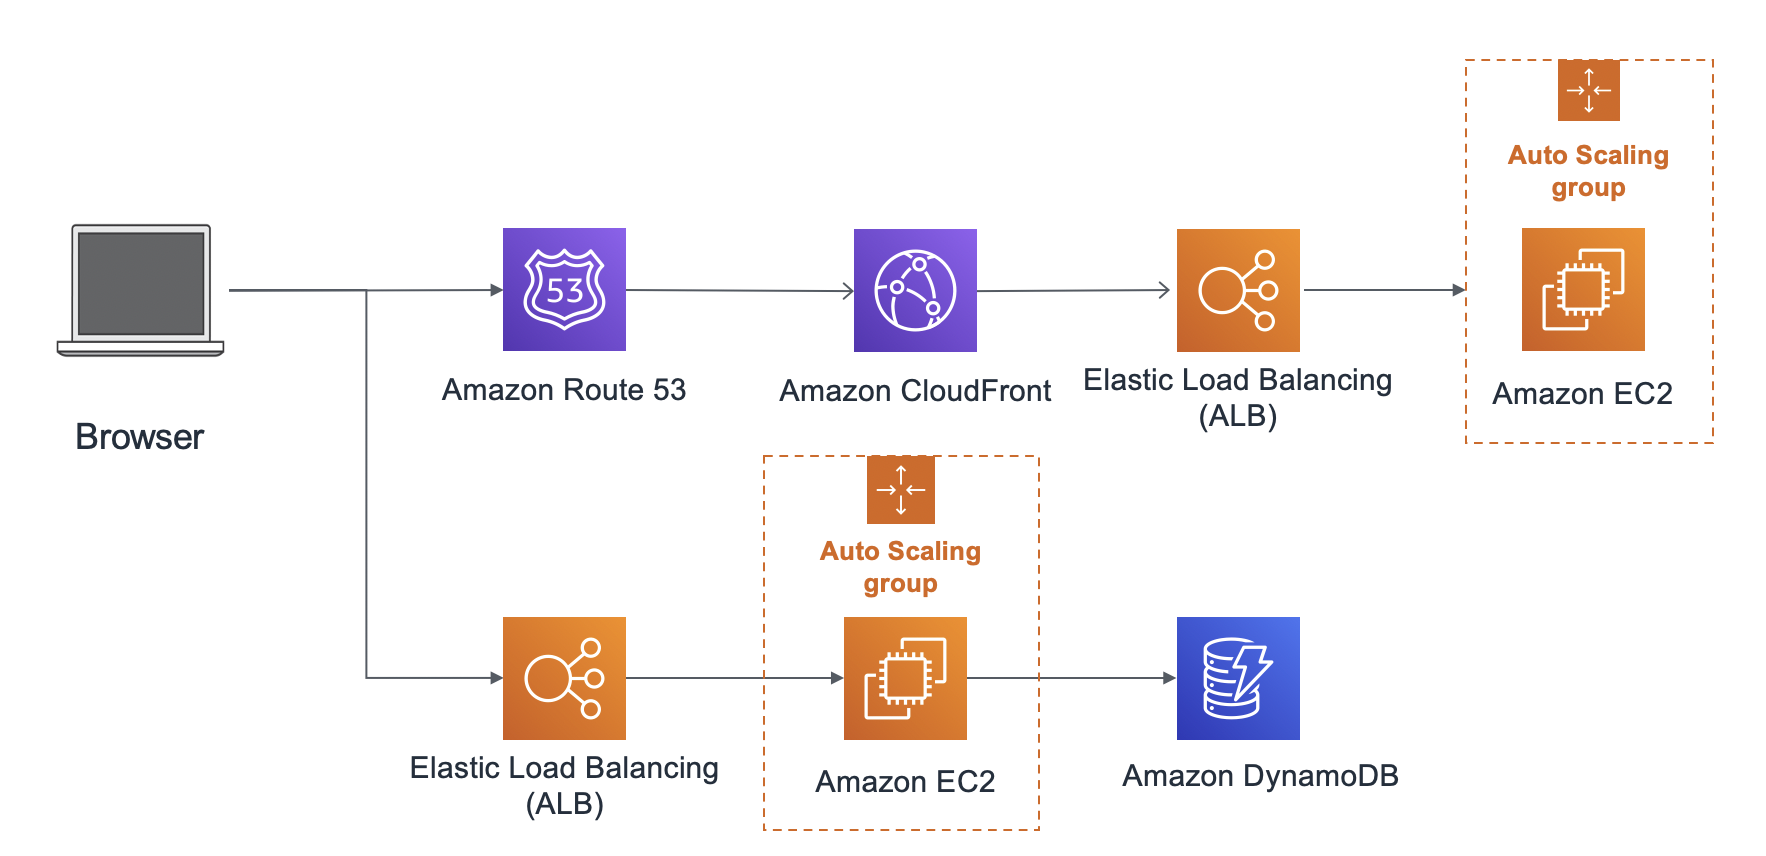 Auto Scaling
group
53
Browser
Amazon Route 53
Amazon CloudFront
Elastic Load Balancing
(ALB)
Amazon EC2
Auto Scaling
group
Elastic Load Balancing
(ALB)
Amazon EC2
Amazon DynamoDB